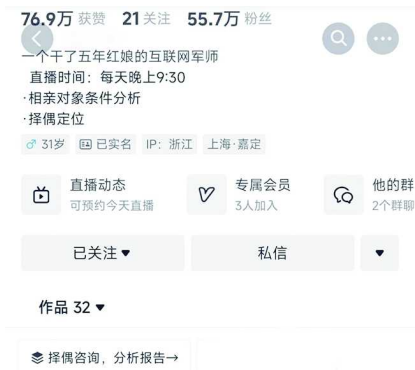 76.9万 获赞 21 关注 55.7万 粉丝
一个干了五年红娘的互联网军师
直播时间：每天晚上9:30
·相亲对象条件分析
·择偶定位
♂ 31岁 已实名 IP：浙江 上海·嘉定
直播动态 专属会员 他的群
可预约今天直播 3人加入 2个群聊
已关注 私信
作品 32
择偶咨询，分析报告→